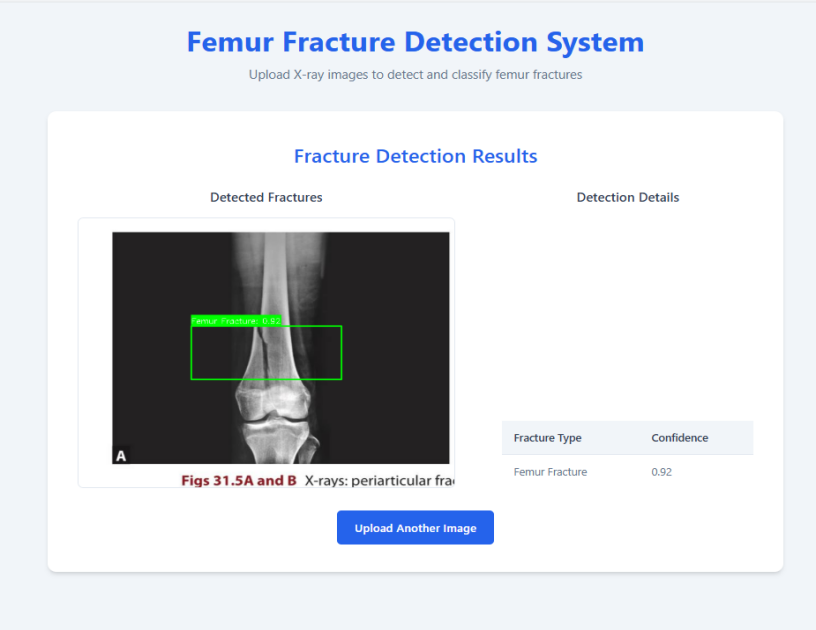 Femur Fracture Detection System
Upload X-ray images to detect and classify femur fractures
Fracture Detection Results
Detected Fractures
Detection Details
Femur Fracture: 0.92
A
Figs 31.5A and B X-rays: periarticular fra
Fracture Type Confidence
Femur Fracture 0.92
Upload Another Image